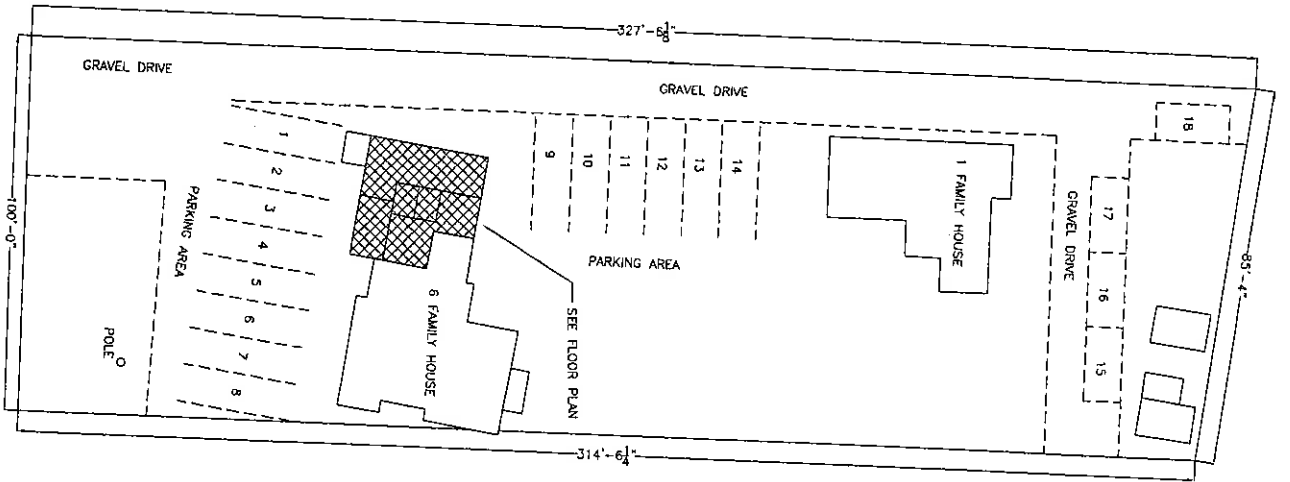 327'-6 1/8"
GRAVEL DRIVE
GRAVEL DRIVE
18
1
2
3
4
5
6
7
8
PARKING AREA
9
10
11
12
13
14
1 FAMILY HOUSE
GRAVEL DRIVE
17
16
15
85'-4"
100'-0"
PARKING AREA
6 FAMILY HOUSE
SEE FLOOR PLAN
POLE
314'-6 1/4"